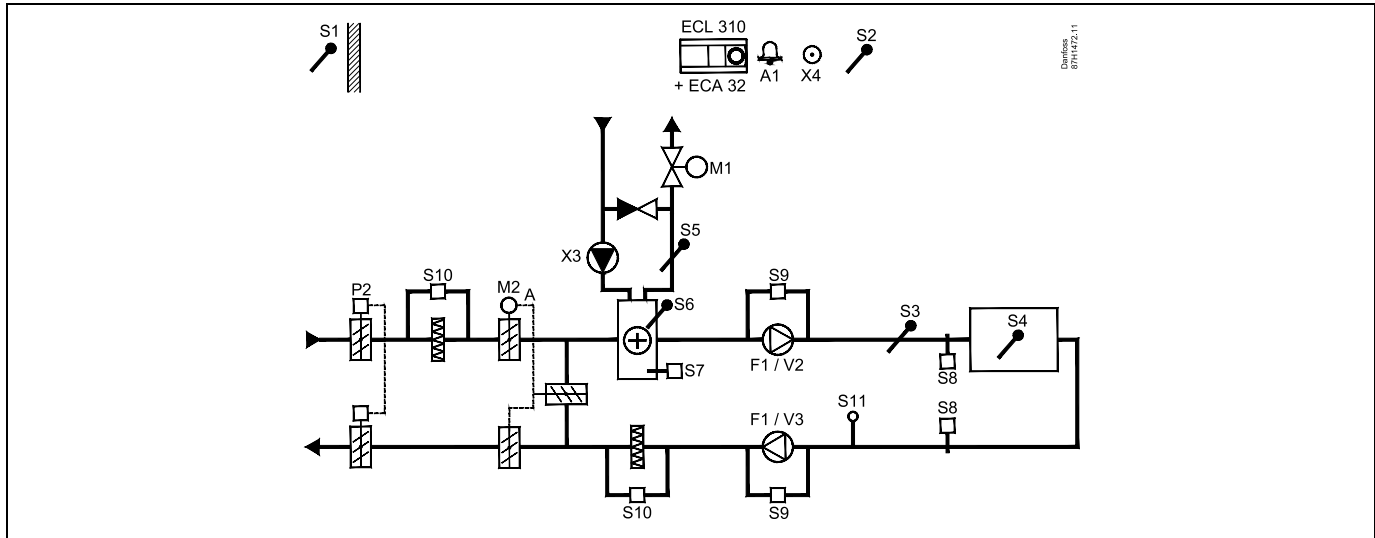 S1
ECL 310
+ ECA 32
A1
X4
S2
Danfoss
87H1472.11
M1
X3
S5
P2
S10
M2
A
S6
S9
S3
S4
S7
F1 / V2
S8
S11
S8
F1 / V3
S10
S9